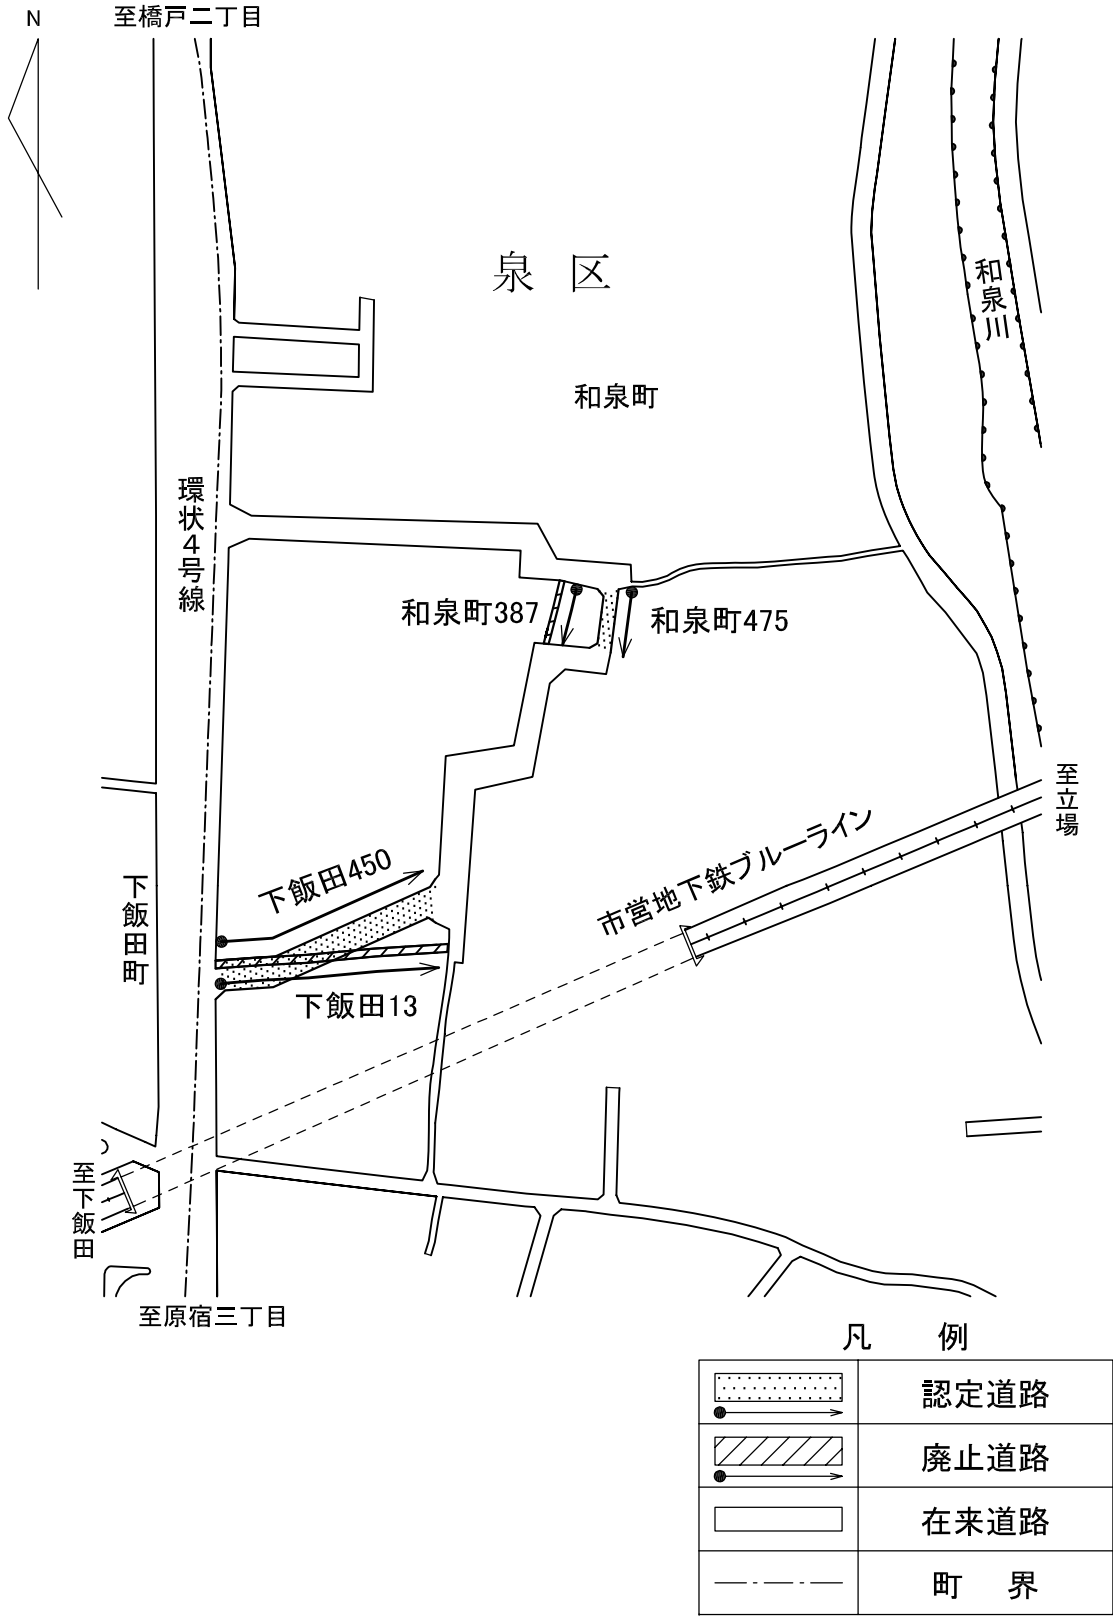 N
至橋戸二丁目
泉区
和泉川
和泉町
環状4号線
和泉町387
和泉町475
至立場
市営地下鉄ブルーライン
下飯田450
下飯田町
下飯田13
至下飯田
至原宿三丁目
凡例
認定道路
廃止道路
在来道路
町界